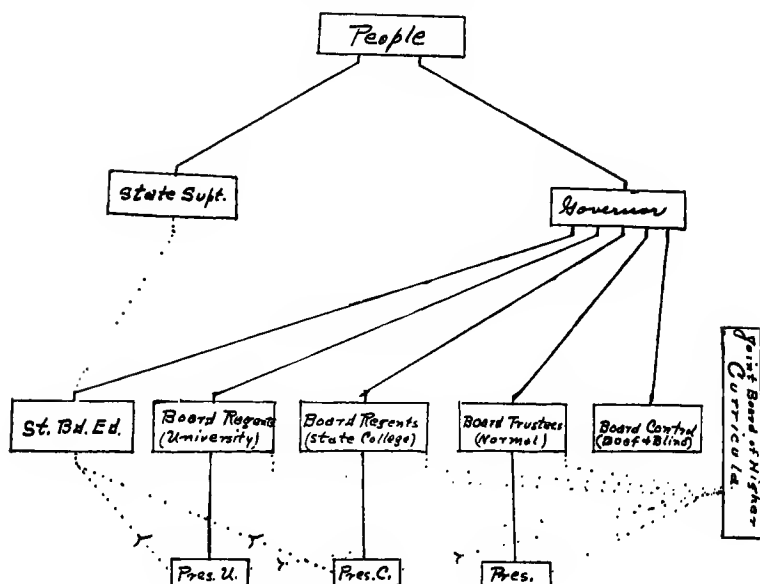 People
State Supt.
Governor
St. Bd. Ed.
Board Regents
(University)
Board Regents
(State College)
Board Trustees
(Normal)
Board Control
(Deaf & Blind)
Joint Board of Higher
Curricula.
Pres. U.
Pres. C.
Pres.